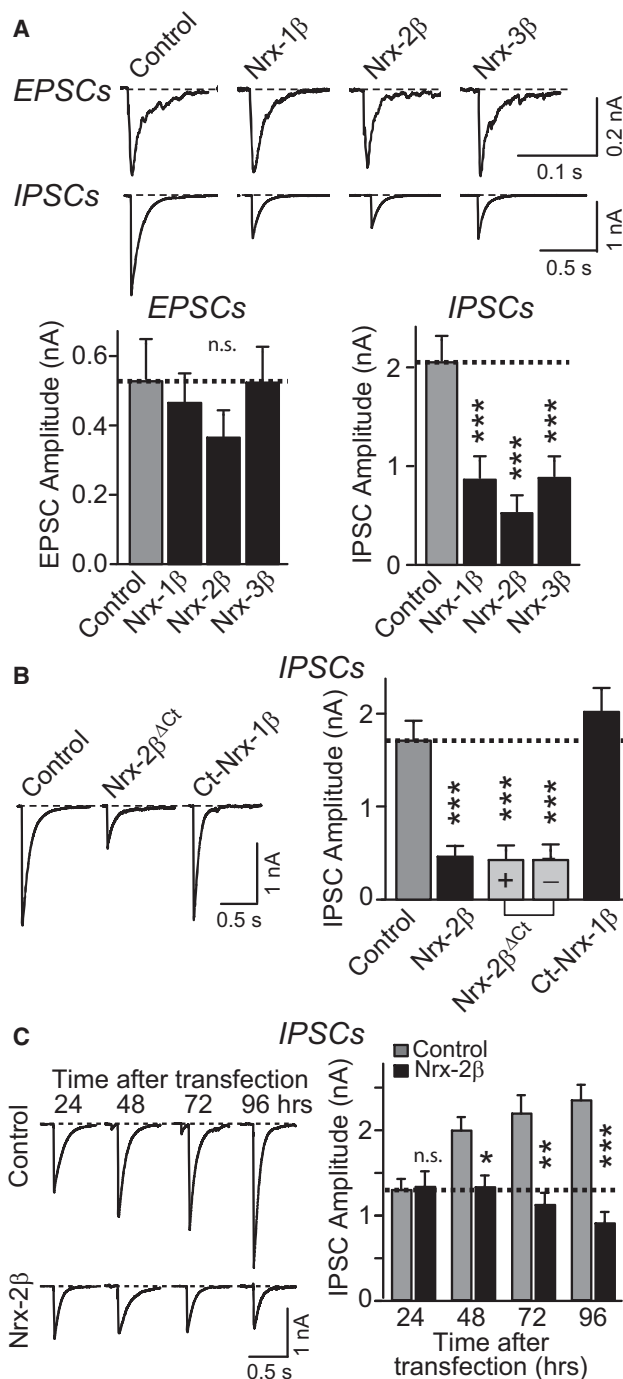 A
Control
Nrx-1β
Nrx-2β
Nrx-3β
EPSCs
0.2 nA
0.1 s
IPSCs
1 nA
0.5 s
EPSCs
EPSC Amplitude (nA)
0.6
0.4
0.2
0.0
n.s.
Control
Nrx-1β
Nrx-2β
Nrx-3β
IPSCs
IPSC Amplitude (nA)
2
1
0
***
***
***
Control
Nrx-1β
Nrx-2β
Nrx-3β
B
IPSCs
Control
Nrx-2β^ΔCt
Ct-Nrx-1β
1 nA
0.5 s
IPSC Amplitude (nA)
2
1
0
***
***
***
+
–
Control
Nrx-2β
Nrx-2β^ΔCt
Ct-Nrx-1β
C
IPSCs
Time after transfection
24 48 72 96 hrs
Control
Nrx-2β
1 nA
0.5 s
Control
Nrx-2β
IPSC Amplitude (nA)
2
1
0
n.s.
*
**
***
24 48 72 96
Time after
transfection (hrs)